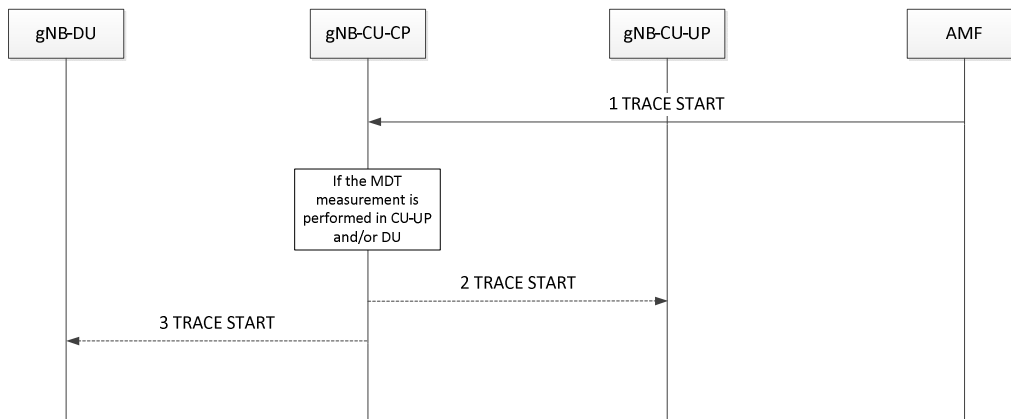 gNB-DU
gNB-CU-CP
gNB-CU-UP
AMF
1 TRACE START
If the MDT
measurement is
performed in CU-UP
and/or DU
2 TRACE START
3 TRACE START